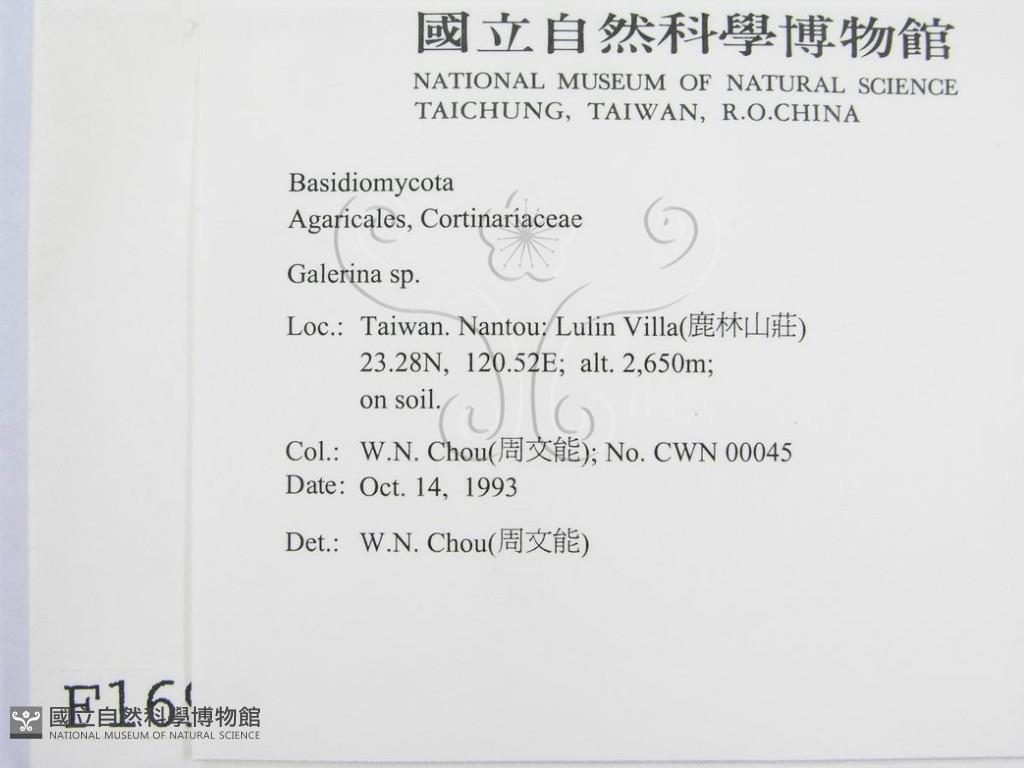 國立自然科學博物館
NATIONAL MUSEUM OF NATURAL SCIENCE
TAICHUNG, TAIWAN, R.O.CHINA
Basidiomycota
Agaricales, Cortinariaceae
Galerina sp.
Loc.: Taiwan. Nantou: Lulin Villa(鹿林山莊)
23.28N, 120.52E; alt. 2,650m;
on soil.
Col.: W.N. Chou(周文能); No. CWN 00045
Date: Oct. 14, 1993
Det.: W.N. Chou(周文能)
國立自然科學博物館
NATIONAL MUSEUM OF NATURAL SCIENCE